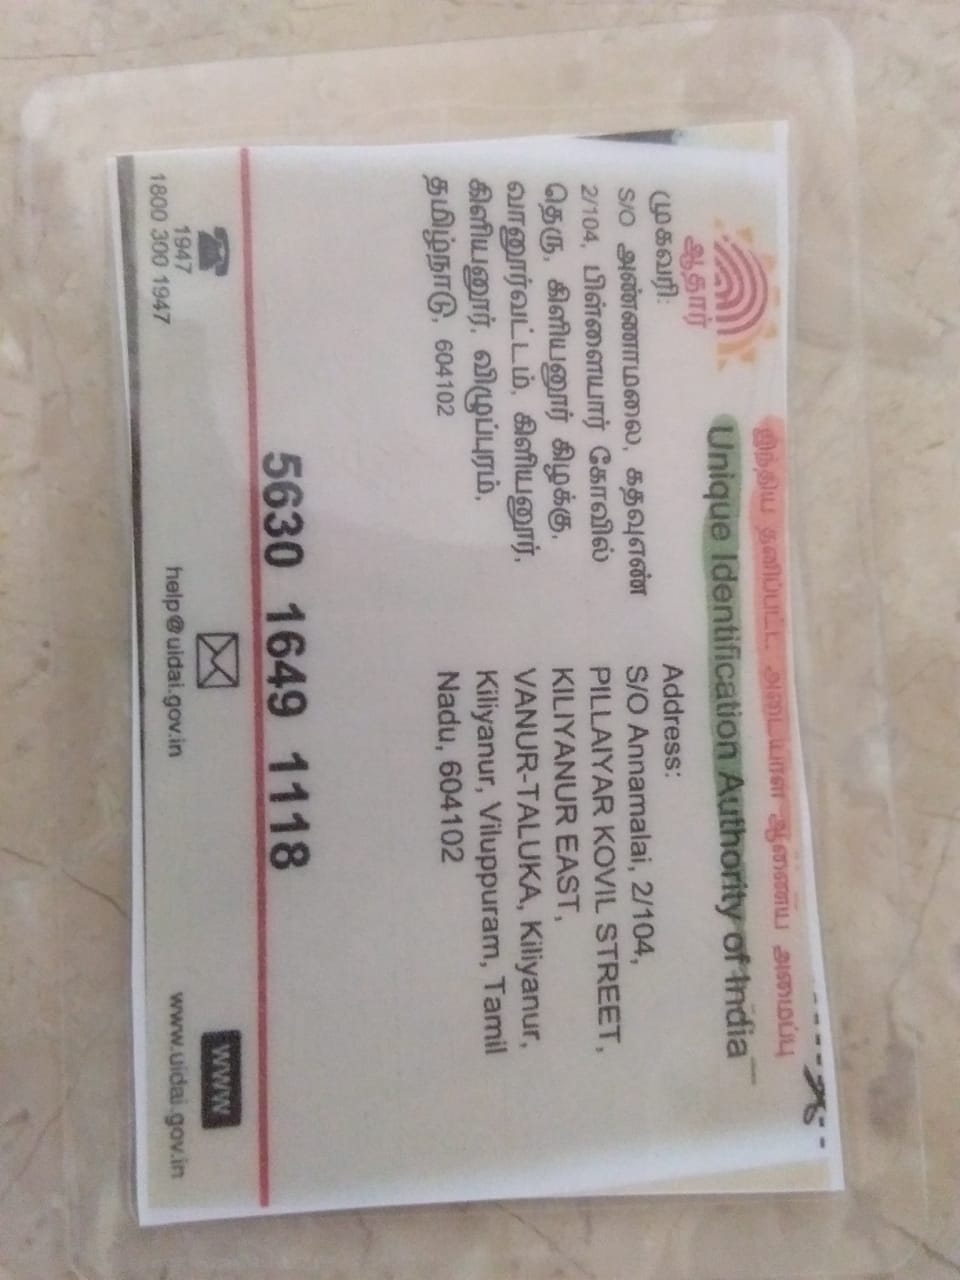 இந்திய தனிப்பட்ட அடையாள ஆணைய அமைப்பு
Unique Identification Authority of India
ஆதார்
முகவரி:
S/O அண்ணாமலை, கதவுஎண்
2/104, பிள்ளையார் கோவில்
தெரு, கிளியனூர் கிழக்கு,
வானூர்வட்டம், கிளியனூர்,
கிளியனூர், விழுப்புரம்,
தமிழ்நாடு, 604102
Address:
S/O Annamalai, 2/104,
PILLAIYAR KOVIL STREET,
KILIYANUR EAST,
VANUR-TALUKA, Kiliyanur,
Kiliyanur, Viluppuram, Tamil
Nadu, 604102
5630 1649 1118
1947
1800 300 1947
help@uidai.gov.in
WWW
www.uidai.gov.in